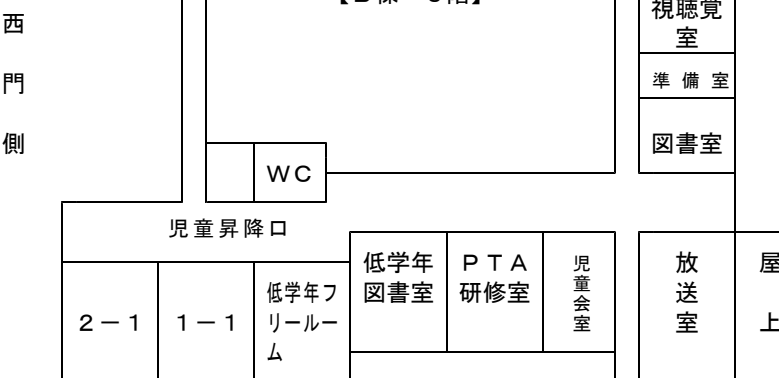 西門側
視聴覚
室
準備室
図書室
WC
児童昇降口
低学年
図書室
PTA
研修室
児童会室
放送室
屋上
2-1
1-1
低学年フ
リールー
ム